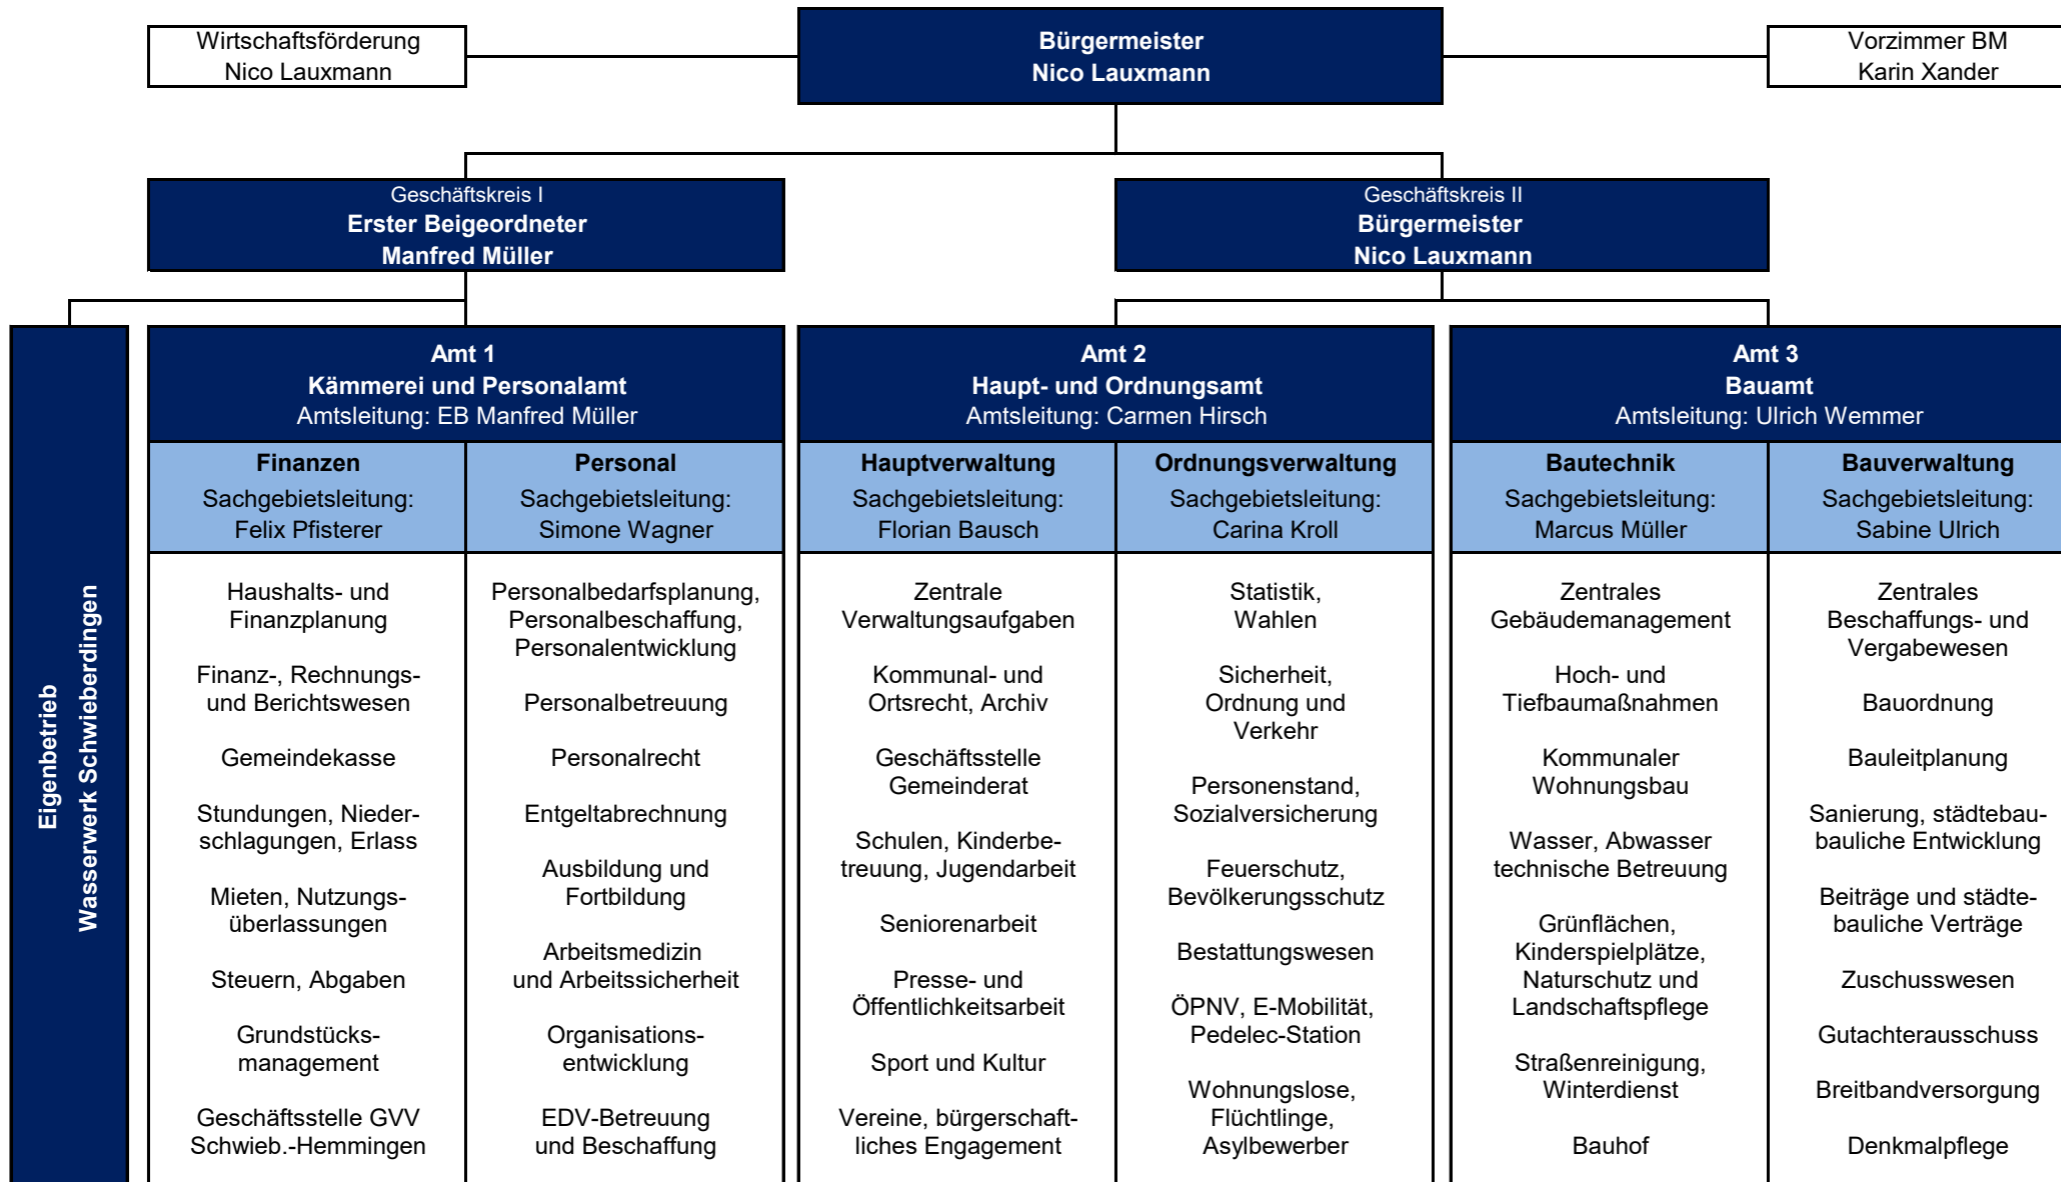 Wirtschaftsförderung
Nico Lauxmann
Bürgermeister
Nico Lauxmann
Vorzimmer BM
Karin Xander
Geschäftskreis I
Erster Beigeordneter
Manfred Müller
Geschäftskreis II
Bürgermeister
Nico Lauxmann
Eigenbetrieb
Wasserwerk Schwieberdingen
Amt 1
Kämmerei und Personalamt
Amtsleitung: EB Manfred Müller
Finanzen
Sachgebietsleitung:
Felix Pfisterer
Haushalts- und
Finanzplanung
Finanz-, Rechnungs-
und Berichtswesen
Gemeindekasse
Stundungen, Nieder-
schlagungen, Erlass
Mieten, Nutzungs-
überlassungen
Steuern, Abgaben
Grundstücks-
management
Geschäftsstelle GVV
Schwieb.-Hemmingen
Personal
Sachgebietsleitung:
Simone Wagner
Personalbedarfsplanung,
Personalbeschaffung,
Personalentwicklung
Personalbetreuung
Personalrecht
Entgeltabrechnung
Ausbildung und
Fortbildung
Arbeitsmedizin
und Arbeitssicherheit
Organisations-
entwicklung
EDV-Betreuung
und Beschaffung
Amt 2
Haupt- und Ordnungsamt
Amtsleitung: Carmen Hirsch
Hauptverwaltung
Sachgebietsleitung:
Florian Bausch
Zentrale
Verwaltungsaufgaben
Kommunal- und
Ortsrecht, Archiv
Geschäftsstelle
Gemeinderat
Schulen, Kinderbe-
treuung, Jugendarbeit
Seniorenarbeit
Presse- und
Öffentlichkeitsarbeit
Sport und Kultur
Vereine, bürgerschaft-
liches Engagement
Ordnungsverwaltung
Sachgebietsleitung:
Carina Kroll
Statistik,
Wahlen
Sicherheit,
Ordnung und
Verkehr
Personenstand,
Sozialversicherung
Feuerschutz,
Bevölkerungsschutz
Bestattungswesen
ÖPNV, E-Mobilität,
Pedelec-Station
Wohnungslose,
Flüchtlinge,
Asylbewerber
Amt 3
Bauamt
Amtsleitung: Ulrich Wemmer
Bautechnik
Sachgebietsleitung:
Marcus Müller
Zentrales
Gebäudemanagement
Hoch- und
Tiefbaumaßnahmen
Kommunaler
Wohnungsbau
Wasser, Abwasser
technische Betreuung
Grünflächen,
Kinderspielplätze,
Naturschutz und
Landschaftspflege
Straßenreinigung,
Winterdienst
Bauhof
Bauverwaltung
Sachgebietsleitung:
Sabine Ulrich
Zentrales
Beschaffungs- und
Vergabewesen
Bauordnung
Bauleitplanung
Sanierung, städtebau-
bauliche Entwicklung
Beiträge und städte-
bauliche Verträge
Zuschusswesen
Gutachterausschuss
Breitbandversorgung
Denkmalpflege